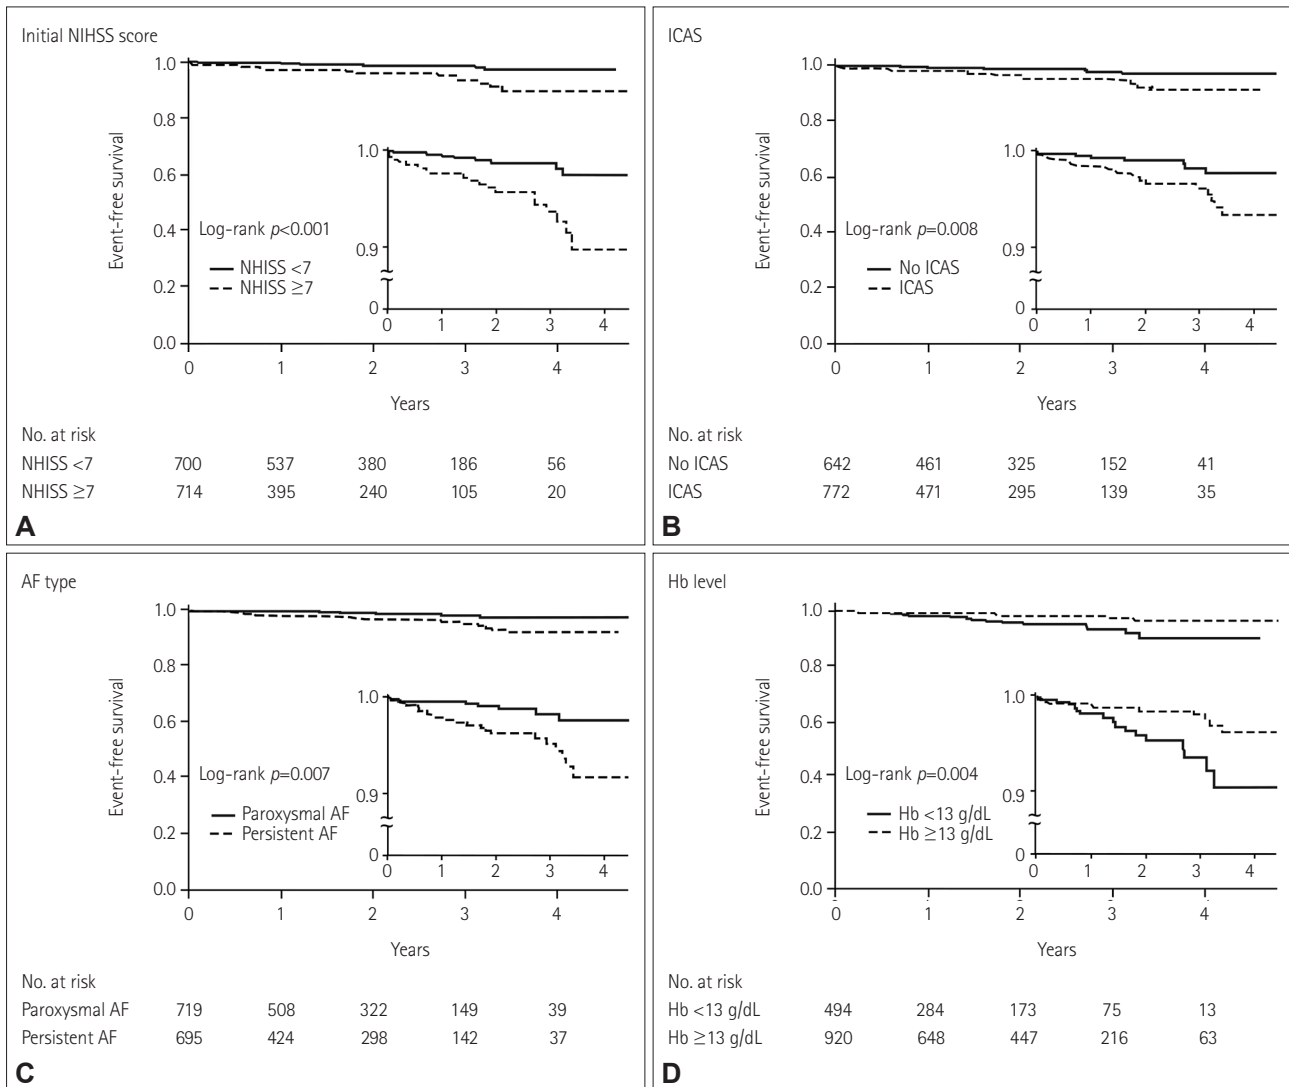 Initial NIHSS score
Event-free survival
1.0
0.8
0.6
0.4
0.2
0.0
0 1 2 3 4
Years
Log-rank p<0.001
NHISS <7
NHISS ≥7
1.0
0.9
0
0 1 2 3 4
No. at risk
NHISS <7 700 537 380 186 56
NHISS ≥7 714 395 240 105 20
A
ICAS
Event-free survival
1.0
0.8
0.6
0.4
0.2
0.0
0 1 2 3 4
Years
Log-rank p=0.008
No ICAS
ICAS
1.0
0.9
0
0 1 2 3 4
No. at risk
No ICAS 642 461 325 152 41
ICAS 772 471 295 139 35
B
AF type
Event-free survival
1.0
0.8
0.6
0.4
0.2
0.0
0 1 2 3 4
Years
Log-rank p=0.007
Paroxysmal AF
Persistent AF
1.0
0.9
0
0 1 2 3 4
No. at risk
Paroxysmal AF 719 508 322 149 39
Persistent AF 695 424 298 142 37
C
Hb level
Event-free survival
1.0
0.8
0.6
0.4
0.2
0.0
0 1 2 3 4
Years
Log-rank p=0.004
Hb <13 g/dL
Hb ≥13 g/dL
1.0
0.9
0
0 1 2 3 4
No. at risk
Hb <13 g/dL 494 284 173 75 13
Hb ≥13 g/dL 920 648 447 216 63
D